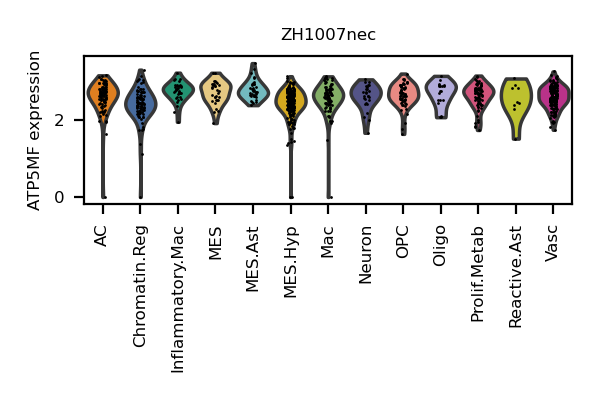 ZH1007nec
ATP5MF expression
2
0
AC
Chromatin.Reg
Inflammatory.Mac
MES
MES.Ast
MES.Hyp
Mac
Neuron
OPC
Oligo
Prolif.Metab
Reactive.Ast
Vasc